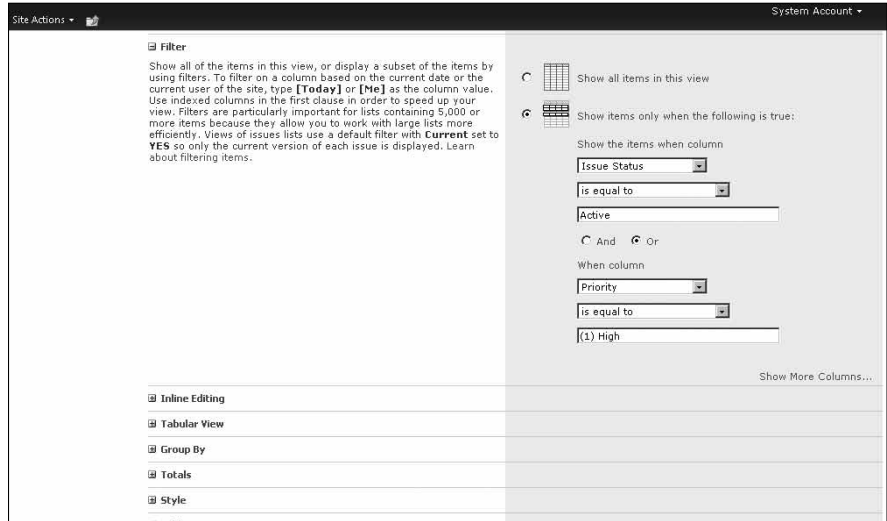 Site Actions
System Account
Filter
Show all of the items in this view, or display a subset of the items by
using filters. To filter on a column based on the current date or the
current user of the site, type [Today] or [Me] as the column value.
Use indexed columns in the first clause in order to speed up your
view. Filters are particularly important for lists containing 5,000 or
more items because they allow you to work with large lists more
efficiently. Views of issues lists use a default filter with Current set to
YES so only the current version of each issue is displayed. Learn
about filtering items.
Show all items in this view
Show items only when the following is true:
Show the items when column
Issue Status
is equal to
Active
And Or
When column
Priority
is equal to
(1) High
Show More Columns...
Inline Editing
Tabular View
Group By
Totals
Style